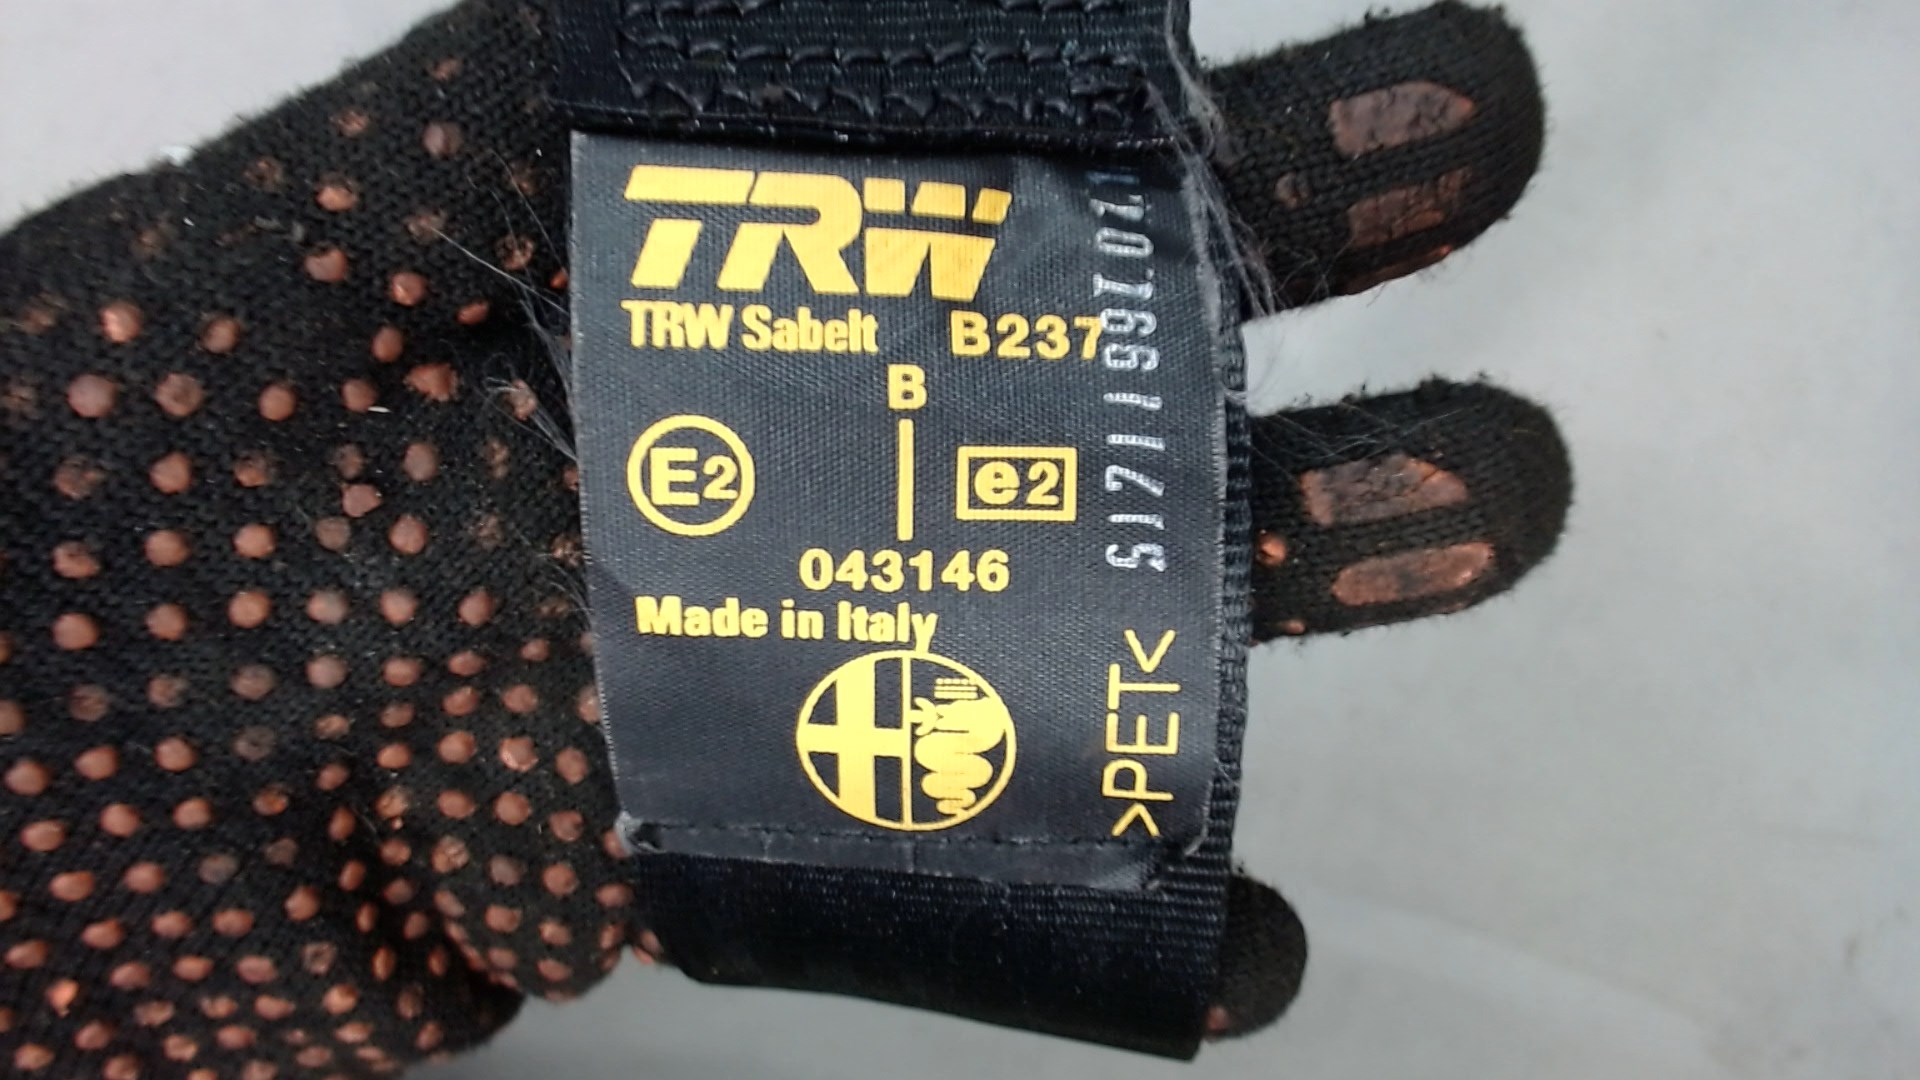 TRW
TRW Sabelt B237
B
E2
e2
043146
Made in Italy
>PET<